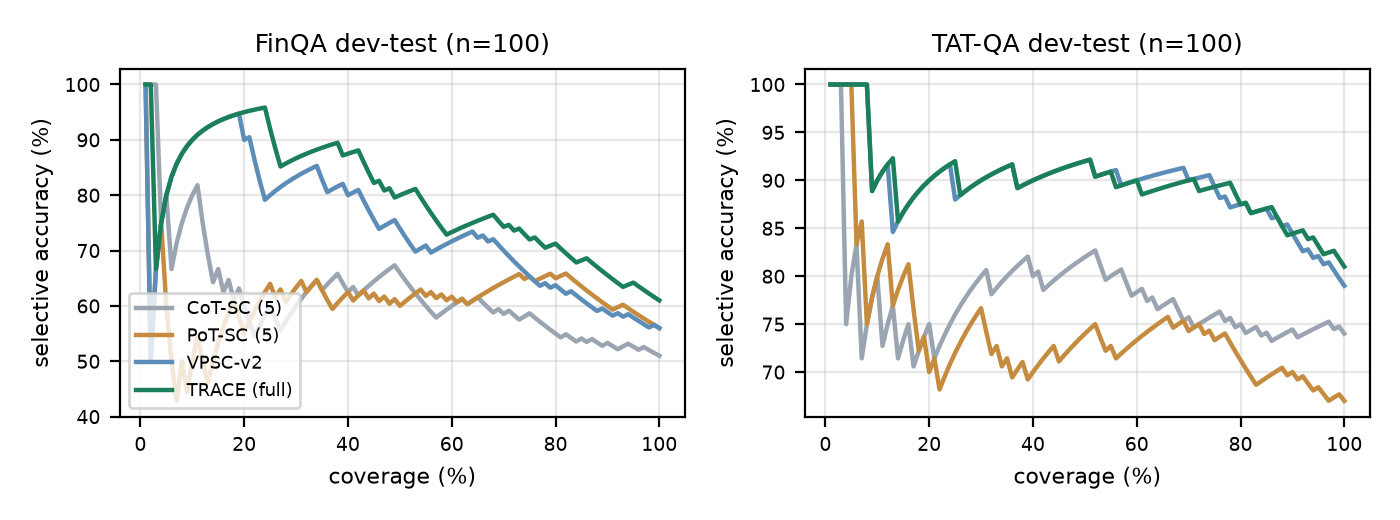 FinQA dev-test (n=100)
selective accuracy (%)
100
90
80
70
60
50
40
CoT-SC (5)
PoT-SC (5)
VPSC-v2
TRACE (full)
0 20 40 60 80 100
coverage (%)
TAT-QA dev-test (n=100)
selective accuracy (%)
100
95
90
85
80
75
70
0 20 40 60 80 100
coverage (%)